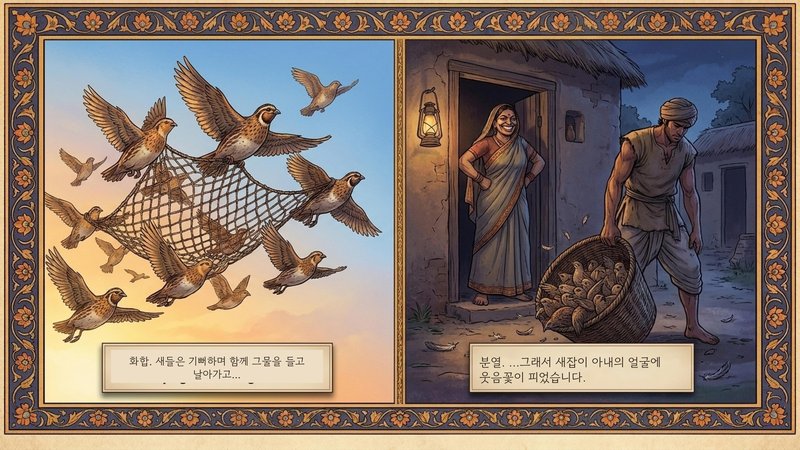 화합. 새들은 기뻐하며 함께 그물을 들고
날아가고...
분열. ...그래서 새잡이 아내의 얼굴에
웃음꽃이 피었습니다.